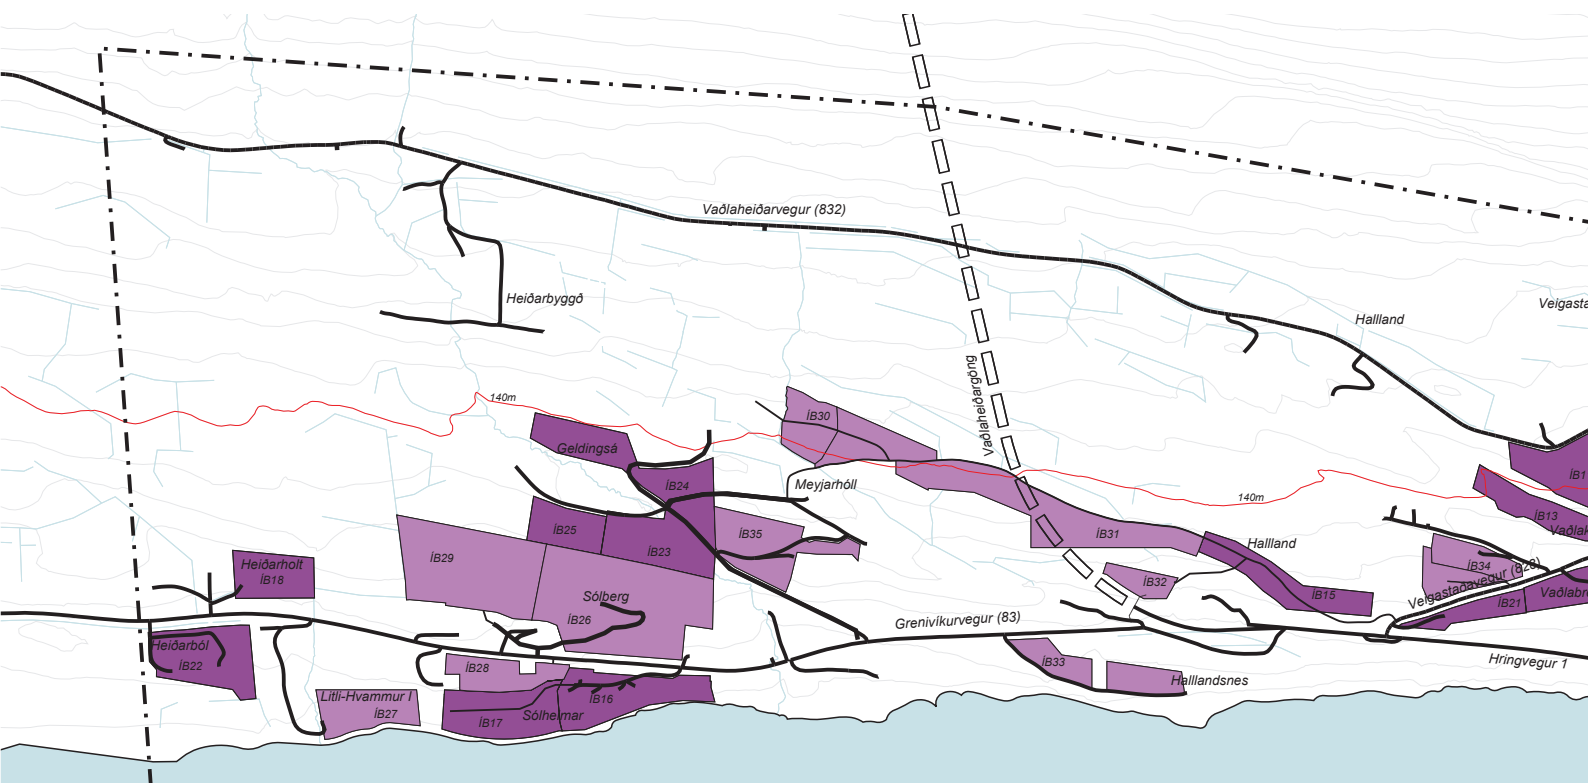 Vaðlaheiðarvegur (832)
Heiðarbyggð
Veigasta
Hallland
Vaðlaheiðargöng
140m
ÍB30
Geldingsá
ÍB24
Meyjarhóll
140m
ÍB1
ÍB13
Vaðlak
ÍB25
ÍB23
ÍB35
ÍB31
Hallland
ÍB29
Heiðarholt
ÍB18
ÍB32
ÍB34
Veigastaðavegur (828)
ÍB15
ÍB21
Vaðlabre
Sólberg
ÍB26
Grenivíkurvegur (83)
Heiðarból
ÍB22
ÍB28
ÍB33
Hringvegur 1
Halllandsnes
Litli-Hvammur I
ÍB27
ÍB16
ÍB17
Sólheimar